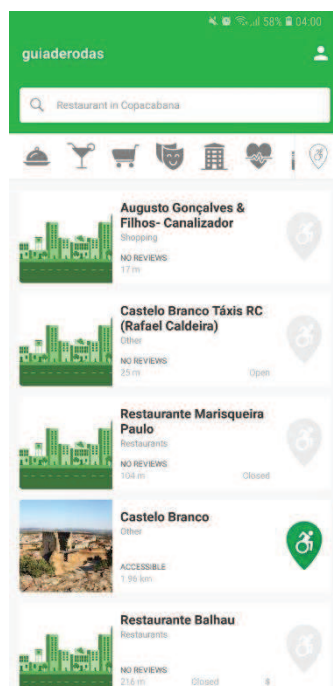 58% 04:00
guiaderodas
Restaurant in Copacabana
Augusto Gonçalves &
Filhos- Canalizador
Shopping
NO REVIEWS
17 m
Castelo Branco Táxis RC
(Rafael Caldeira)
Other
NO REVIEWS
25 m Open
Restaurante Marisqueira
Paulo
Restaurants
NO REVIEWS
104 m Closed
Castelo Branco
Other
ACCESSIBLE
1.96 km
Restaurante Balhau
Restaurants
NO REVIEWS
216 m Closed